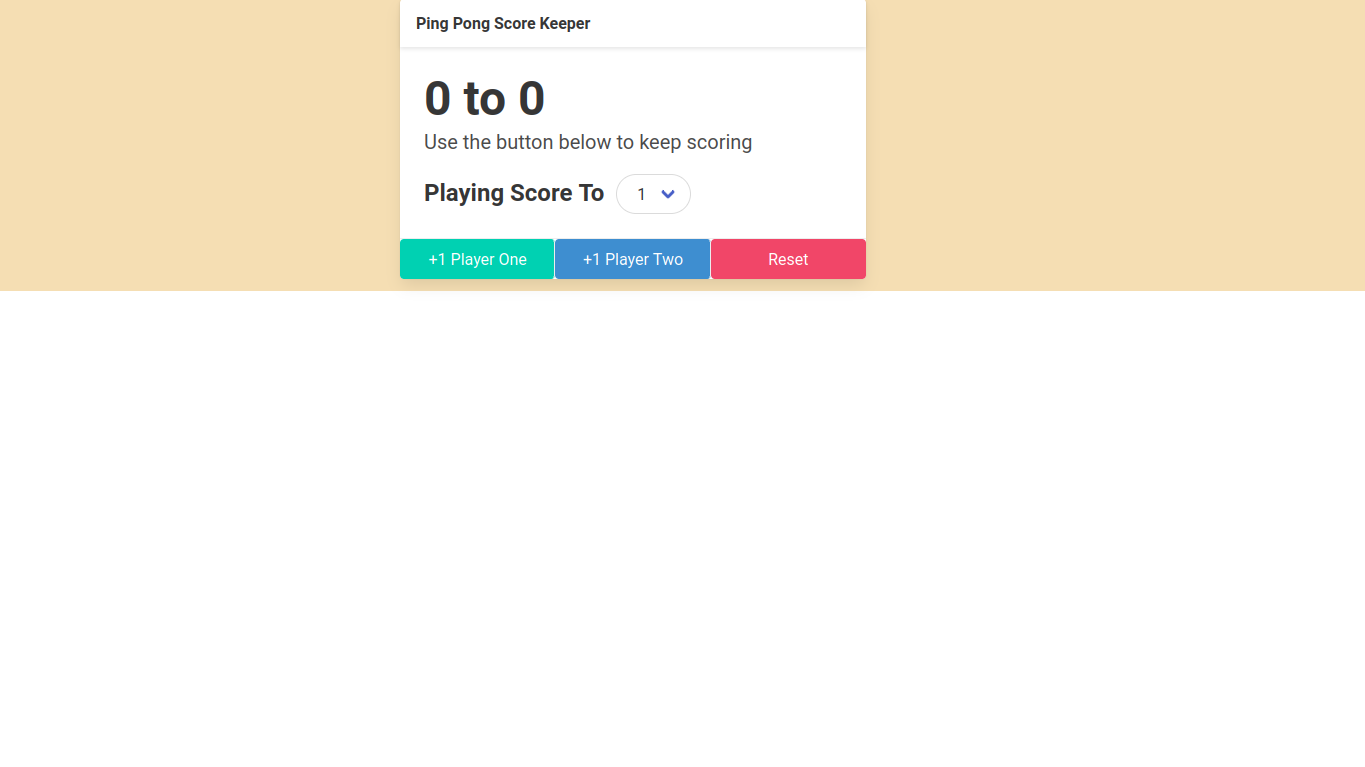 Ping Pong Score Keeper
0 to 0
Use the button below to keep scoring
Playing Score To 1
+1 Player One +1 Player Two Reset